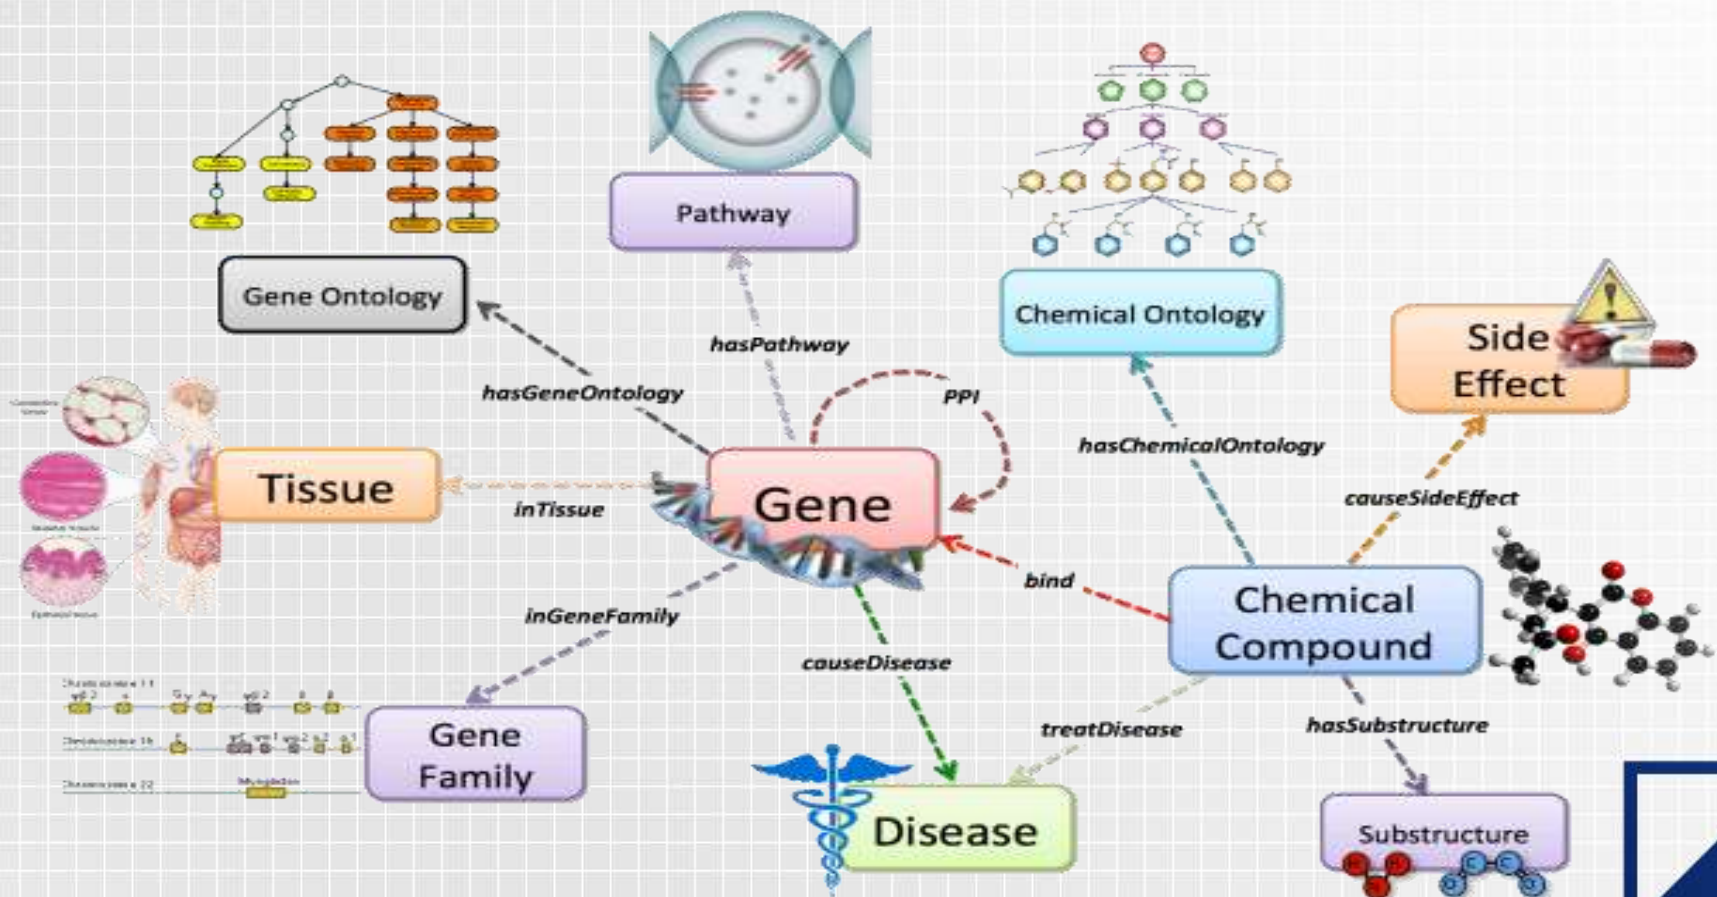 Pathway
Gene Ontology
Chemical Ontology
Side
Effect
hasPathway
hasGeneOntology
PPI
hasChemicalOntology
Tissue
Gene
inTissue
causeSideEffect
bind
Chemical
Compound
inGeneFamily
causeDisease
treatDisease
hasSubstructure
Gene
Family
Disease
Substructure